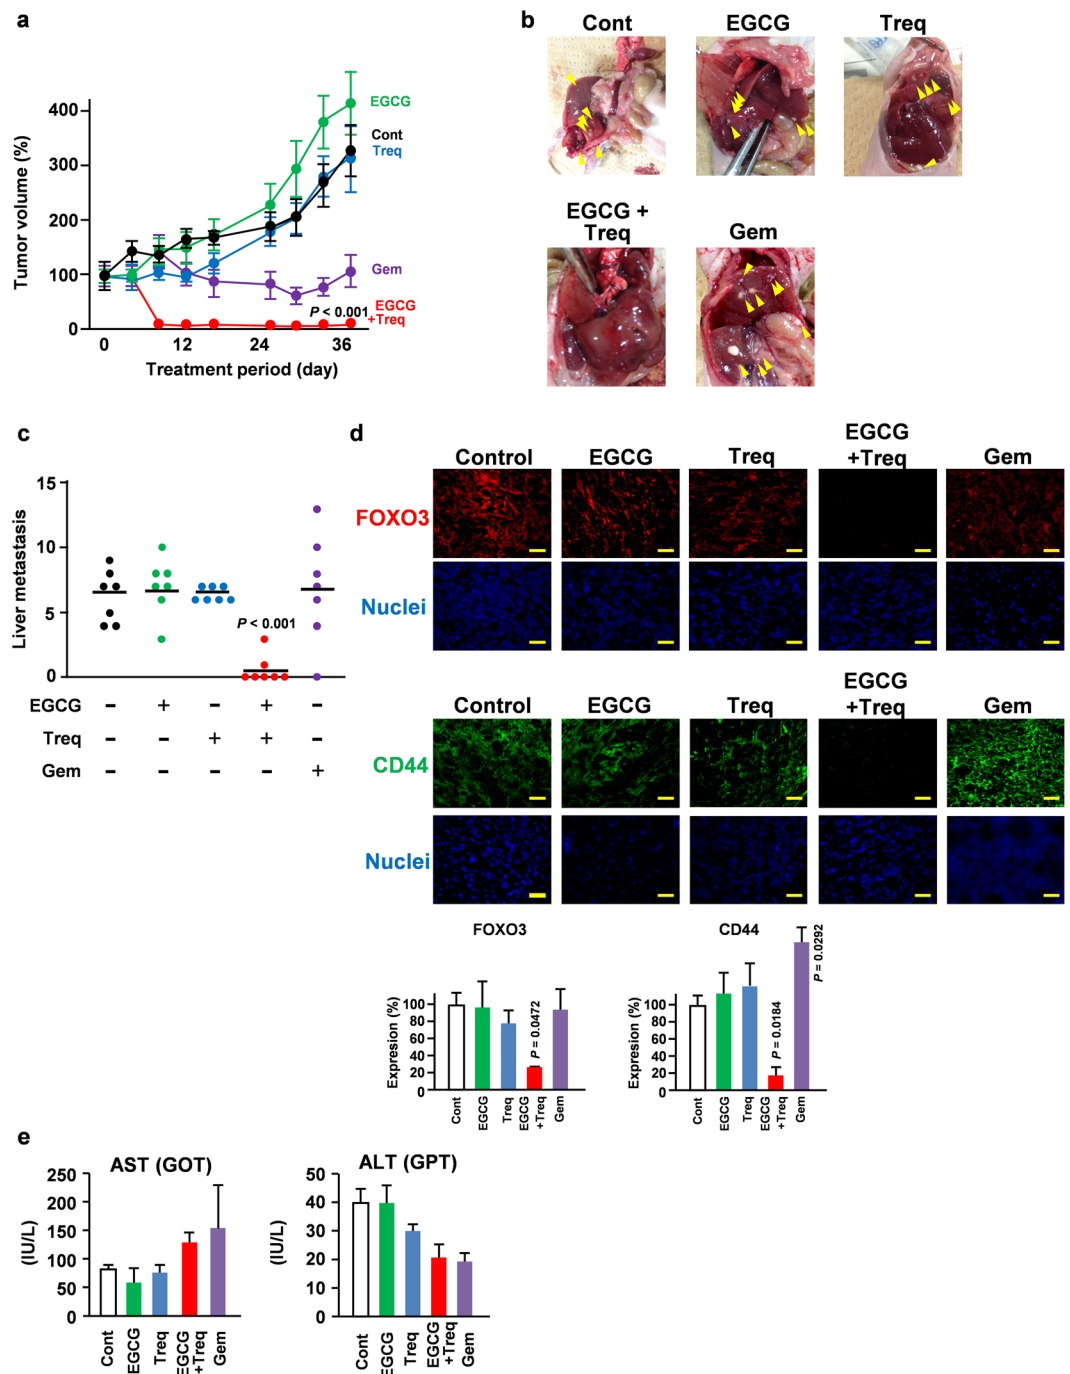 a
400
300
200
100
0
Tumor volume (%)
0 12 24 36
Treatment period (day)
EGCG
Cont
Treq
Gem
P < 0.001
EGCG
+Treq
b
Cont EGCG Treq
EGCG +
Treq
Gem
c
15
10
5
0
Liver metastasis
P < 0.001
EGCG – + – + –
Treq – – + + –
Gem – – – – +
d
Control EGCG Treq EGCG
+Treq Gem
FOXO3
Nuclei
Control EGCG Treq EGCG
+Treq Gem
CD44
Nuclei
FOXO3
100
80
60
40
20
0
Expresion (%)
P = 0.0472
Cont
EGCG
Treq
EGCG
+Treq
Gem
CD44
100
80
60
40
20
0
Expresion (%)
P = 0.0184
P = 0.0292
Cont
EGCG
Treq
EGCG
+Treq
Gem
e
AST (GOT)
250
200
150
100
50
0
(IU/L)
Cont
EGCG
Treq
EGCG
+Treq
Gem
ALT (GPT)
50
40
30
20
10
0
(IU/L)
Cont
EGCG
Treq
EGCG
+Treq
Gem